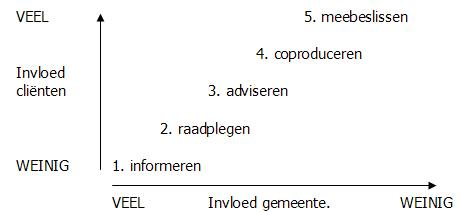 VEEL 5. meebeslissen
4. coproduceren
Invloed
cliënten
3. adviseren
2. raadplegen
WEINIG 1. informeren
VEEL Invloed gemeente. WEINIG